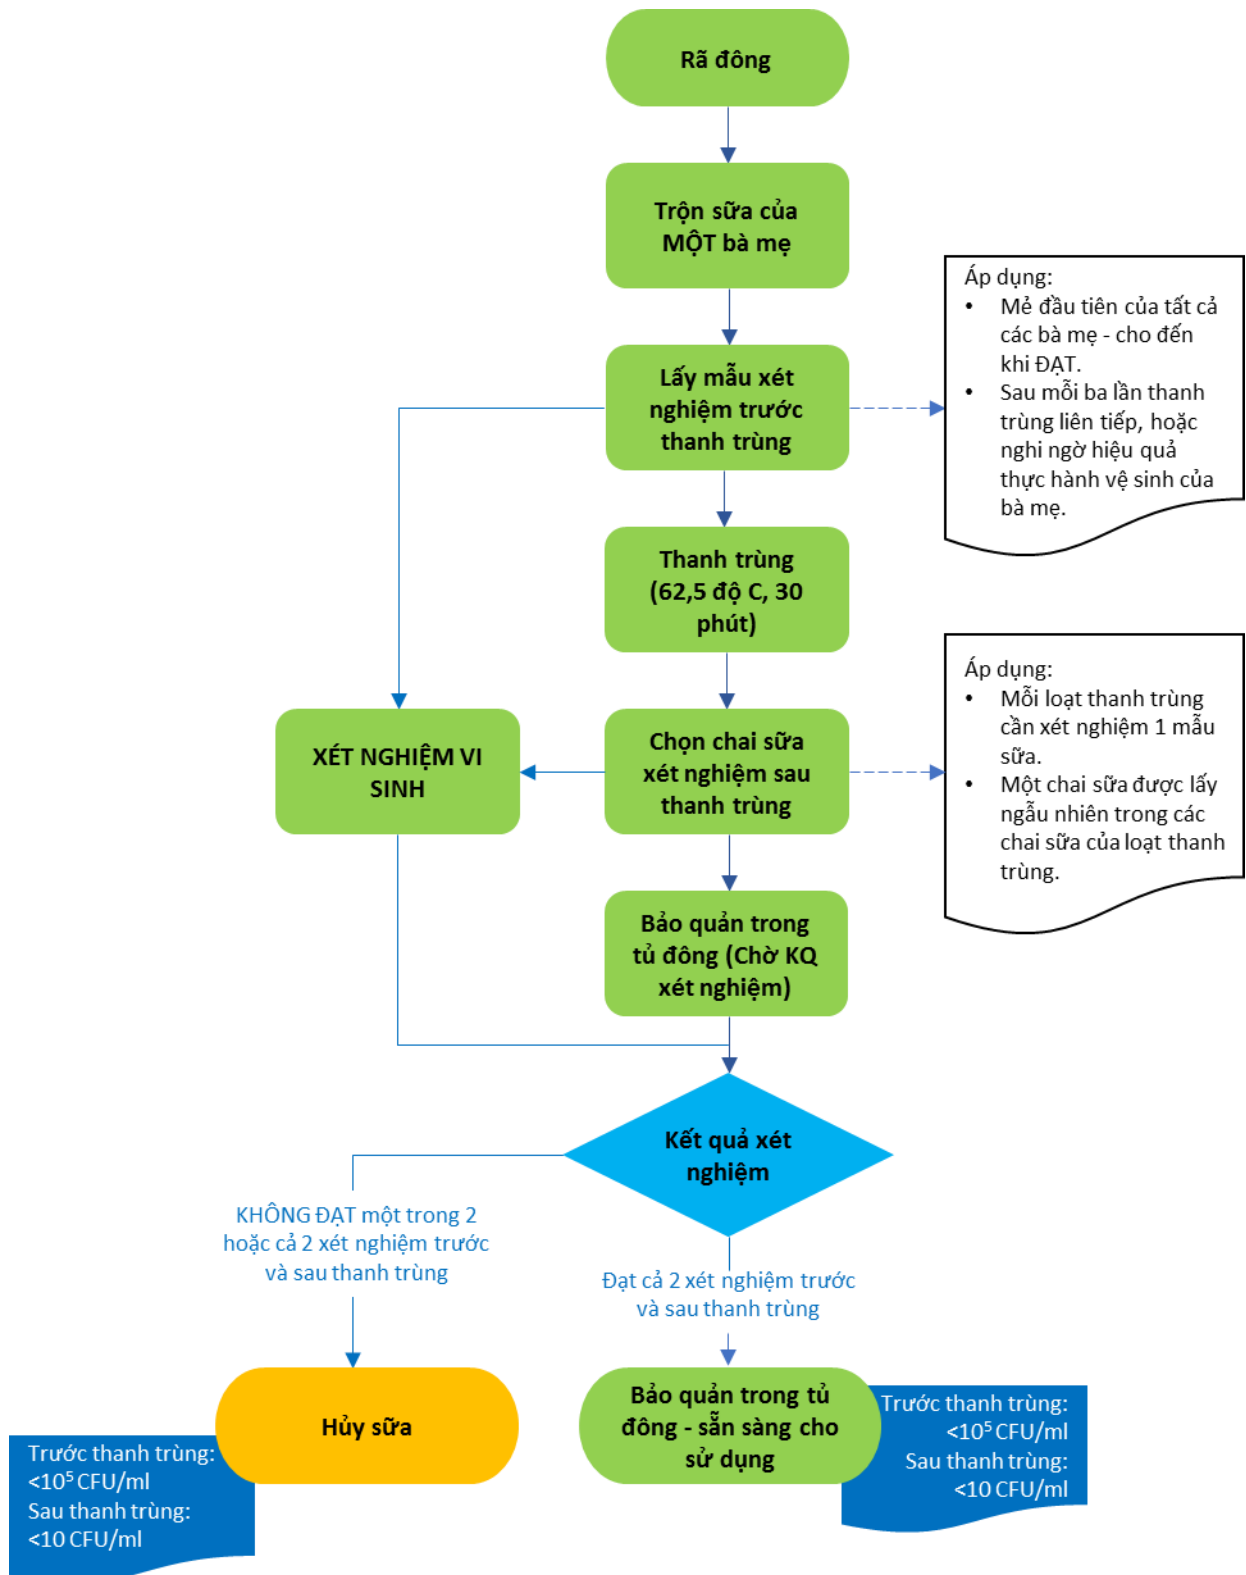 Rã đông
Trộn sữa của
MỘT bà mẹ
Áp dụng:
• Mẻ đầu tiên của tất cả
các bà mẹ - cho đến
khi ĐẠT.
• Sau mỗi ba lần thanh
trùng liên tiếp, hoặc
nghi ngờ hiệu quả
thực hành vệ sinh của
bà mẹ.
Lấy mẫu xét
nghiệm trước
thanh trùng
Thanh trùng
(62,5 độ C, 30
phút)
Áp dụng:
• Mỗi loạt thanh trùng
cần xét nghiệm 1 mẫu
sữa.
• Một chai sữa được lấy
ngẫu nhiên trong các
chai sữa của loạt thanh
trùng.
XÉT NGHIỆM VI
SINH
Chọn chai sữa
xét nghiệm sau
thanh trùng
Bảo quản trong
tủ đông (Chờ KQ
xét nghiệm)
Kết quả xét
nghiệm
KHÔNG ĐẠT một trong 2
hoặc cả 2 xét nghiệm trước
và sau thanh trùng
Đạt cả 2 xét nghiệm trước
và sau thanh trùng
Hủy sữa
Trước thanh trùng:
<10⁵ CFU/ml
Sau thanh trùng:
<10 CFU/ml
Bảo quản trong tủ
đông - sẵn sàng cho
sử dụng
Trước thanh trùng:
<10⁵ CFU/ml
Sau thanh trùng:
<10 CFU/ml